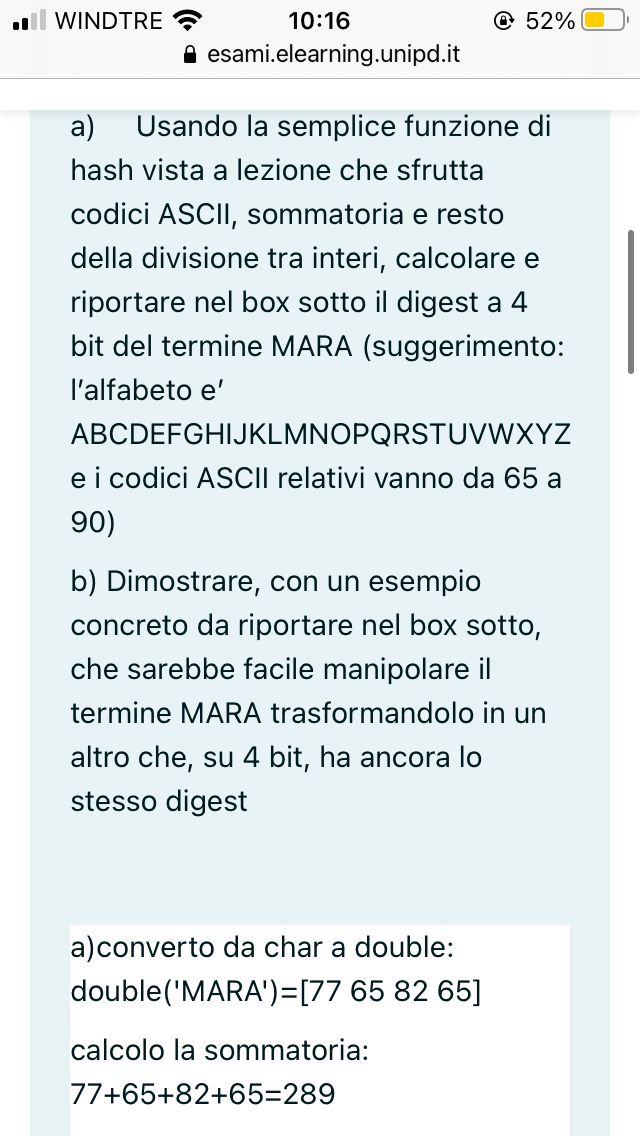 WINDTRE 10:16 52%
esami.elearning.unipd.it
a) Usando la semplice funzione di
hash vista a lezione che sfrutta
codici ASCII, sommatoria e resto
della divisione tra interi, calcolare e
riportare nel box sotto il digest a 4
bit del termine MARA (suggerimento:
l’alfabeto e’
ABCDEFGHIJKLMNOPQRSTUVWXYZ
e i codici ASCII relativi vanno da 65 a
90)
b) Dimostrare, con un esempio
concreto da riportare nel box sotto,
che sarebbe facile manipolare il
termine MARA trasformandolo in un
altro che, su 4 bit, ha ancora lo
stesso digest
a)converto da char a double:
double('MARA')=[77 65 82 65]
calcolo la sommatoria:
77+65+82+65=289